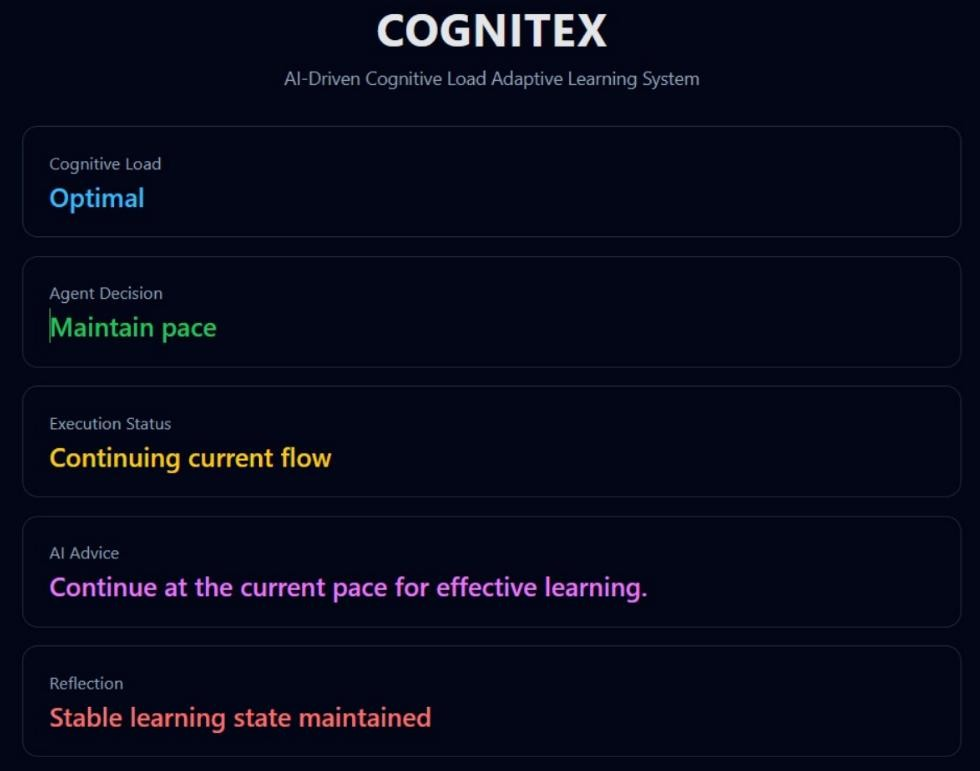 COGNITEX
AI-Driven Cognitive Load Adaptive Learning System
Cognitive Load
Optimal
Agent Decision
Maintain pace
Execution Status
Continuing current flow
AI Advice
Continue at the current pace for effective learning.
Reflection
Stable learning state maintained